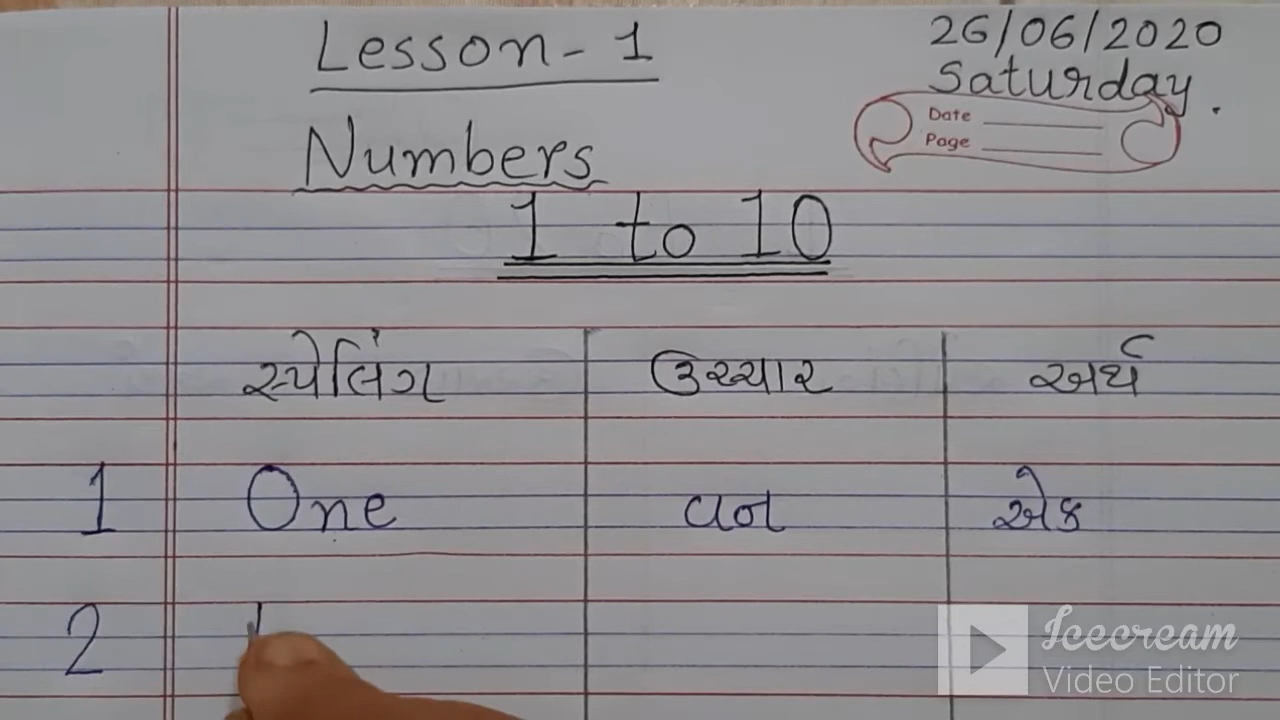 Lesson - 1
26/06/2020
Saturday.
Date
Page
Numbers
1 to 10
સ્પેલિંગ ઉચ્ચાર અર્થ
1 One વન એક
2
Icecream
Video Editor